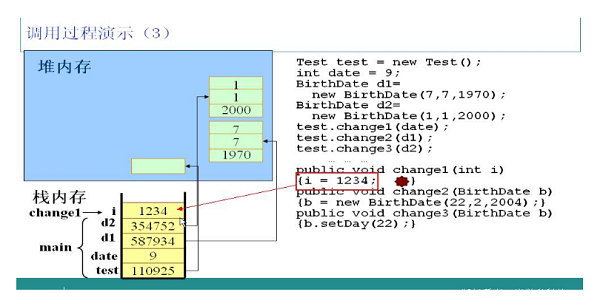 调用过程演示（3）
堆内存
1
1
2000
7
7
1970
栈内存
change1
i
1234
d2
354752
d1
587934
main
date
9
test
110925
Test test = new Test();
int date = 9;
BirthDate d1=
new BirthDate(7,7,1970);
BirthDate d2=
new BirthDate(1,1,2000);
test.change1(date);
test.change2(d1);
test.change3(d2);
… … …
public void change1(int i)
{i = 1234; }
public void change2(BirthDate b)
{b = new BirthDate(22,2,2004);}
public void change3(BirthDate b)
{b.setDay(22);}